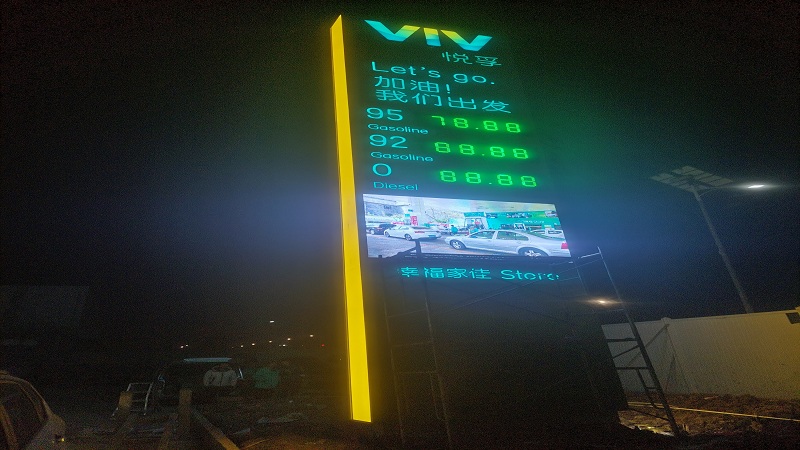 VIV
悦享
Let's go.
加油!
我们出发
95 78.88
Gasoline
92 88.88
Gasoline
0 88.88
Diesel
幸福家佳 Store